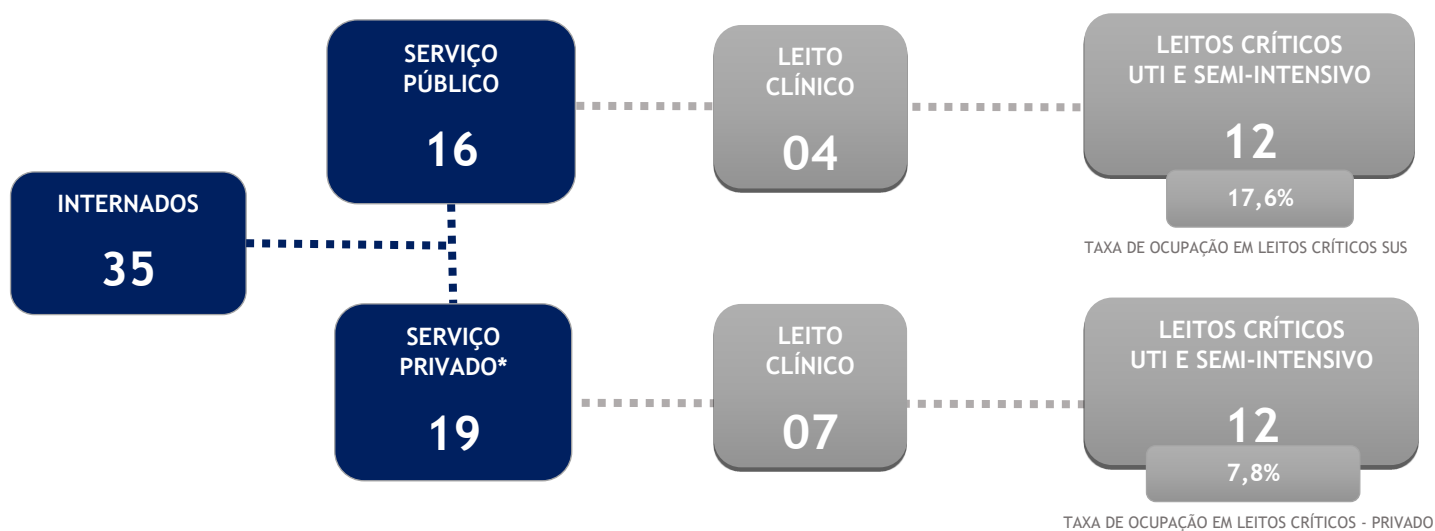 INTERNADOS
35
SERVIÇO
PÚBLICO
16
LEITO
CLÍNICO
04
LEITOS CRÍTICOS
UTI E SEMI-INTENSIVO
12
17,6%
TAXA DE OCUPAÇÃO EM LEITOS CRÍTICOS SUS
SERVIÇO
PRIVADO*
19
LEITO
CLÍNICO
07
LEITOS CRÍTICOS
UTI E SEMI-INTENSIVO
12
7,8%
TAXA DE OCUPAÇÃO EM LEITOS CRÍTICOS - PRIVADO